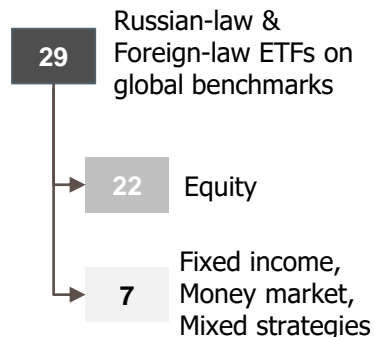 29
Russian-law &
Foreign-law ETFs on
global benchmarks
22
Equity
7
Fixed income,
Money market,
Mixed strategies